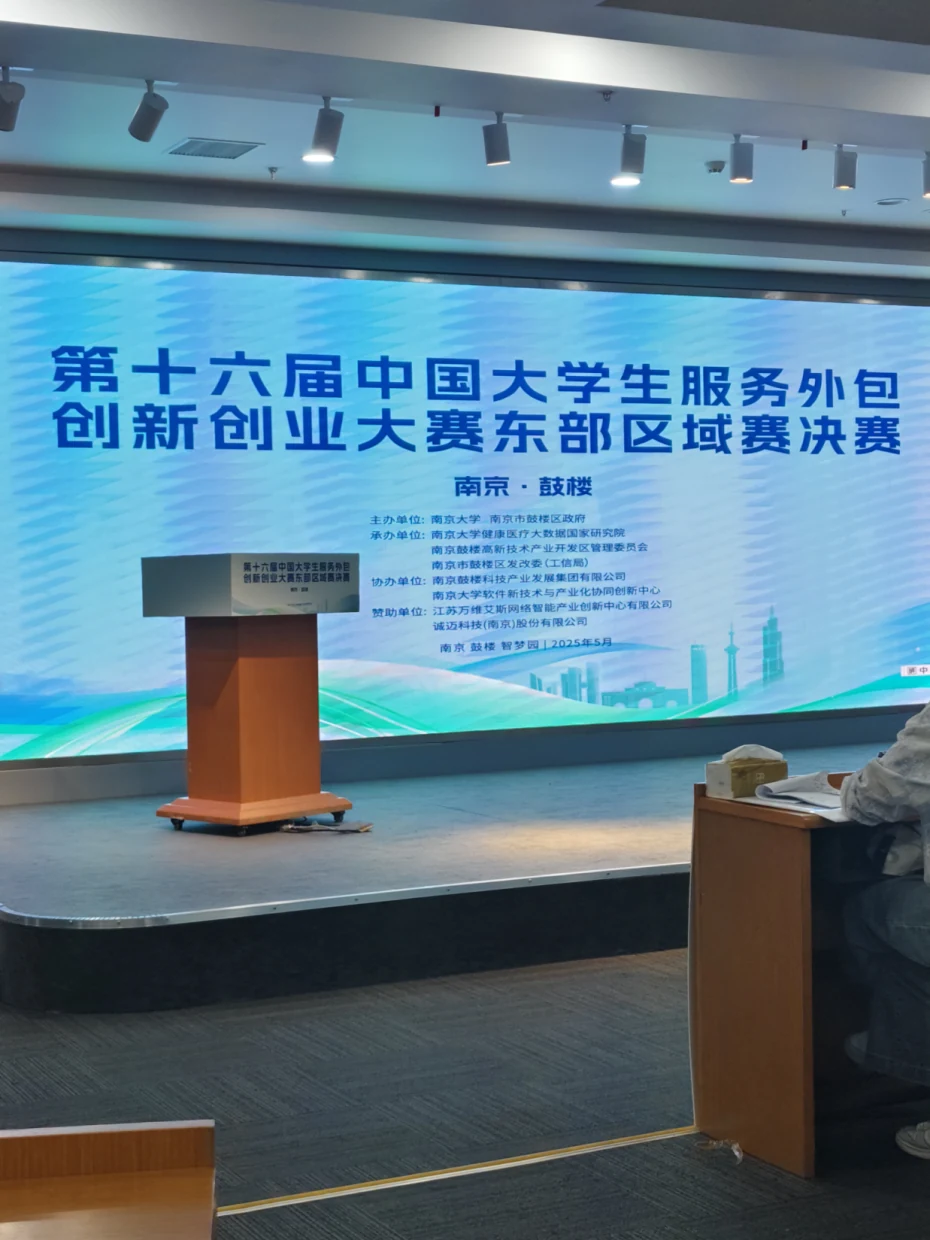 第十六届中国大学生服务外包
创新创业大赛东部区域赛决赛
南京·鼓楼
主办单位: 南京大学 南京市鼓楼区政府
承办单位: 南京大学健康医疗大数据国家研究院
南京鼓楼高新技术产业开发区管理委员会
南京市鼓楼区发改委(工信局)
协办单位: 南京鼓楼科技产业发展集团有限公司
南京大学软件新技术与产业化协同创新中心
赞助单位: 江苏万维艾斯网络智能产业创新中心有限公司
诚迈科技(南京)股份有限公司
南京 鼓楼 智梦园 | 2025年5月
第十六届中国大学生服务外包
创新创业大赛东部区域赛决赛